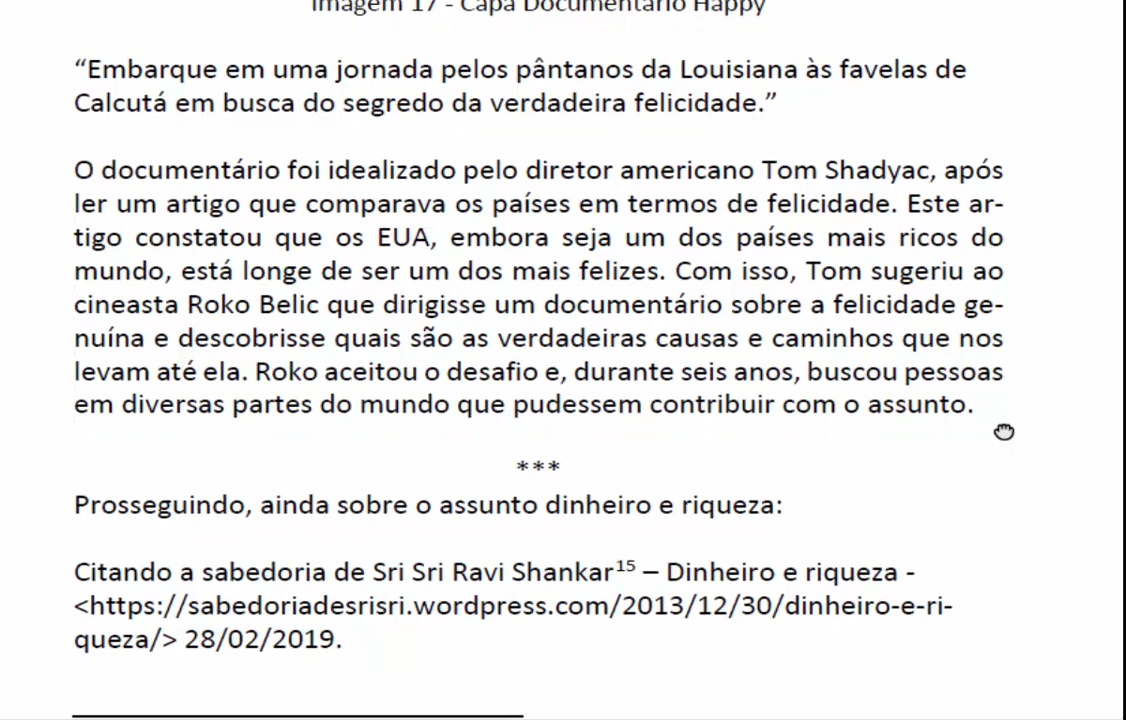 Imagem 17 - Capa Documentário Happy
“Embarque em uma jornada pelos pântanos da Louisiana às favelas de
Calcutá em busca do segredo da verdadeira felicidade.”
O documentário foi idealizado pelo diretor americano Tom Shadyac, após
ler um artigo que comparava os países em termos de felicidade. Este ar-
tigo constatou que os EUA, embora seja um dos países mais ricos do
mundo, está longe de ser um dos mais felizes. Com isso, Tom sugeriu ao
cineasta Roko Belic que dirigisse um documentário sobre a felicidade ge-
nuína e descobrisse quais são as verdadeiras causas e caminhos que nos
levam até ela. Roko aceitou o desafio e, durante seis anos, buscou pessoas
em diversas partes do mundo que pudessem contribuir com o assunto.
***
Prosseguindo, ainda sobre o assunto dinheiro e riqueza:
Citando a sabedoria de Sri Sri Ravi Shankar¹⁵ – Dinheiro e riqueza -
<https://sabedoriadesrisri.wordpress.com/2013/12/30/dinheiro-e-ri-
queza/> 28/02/2019.